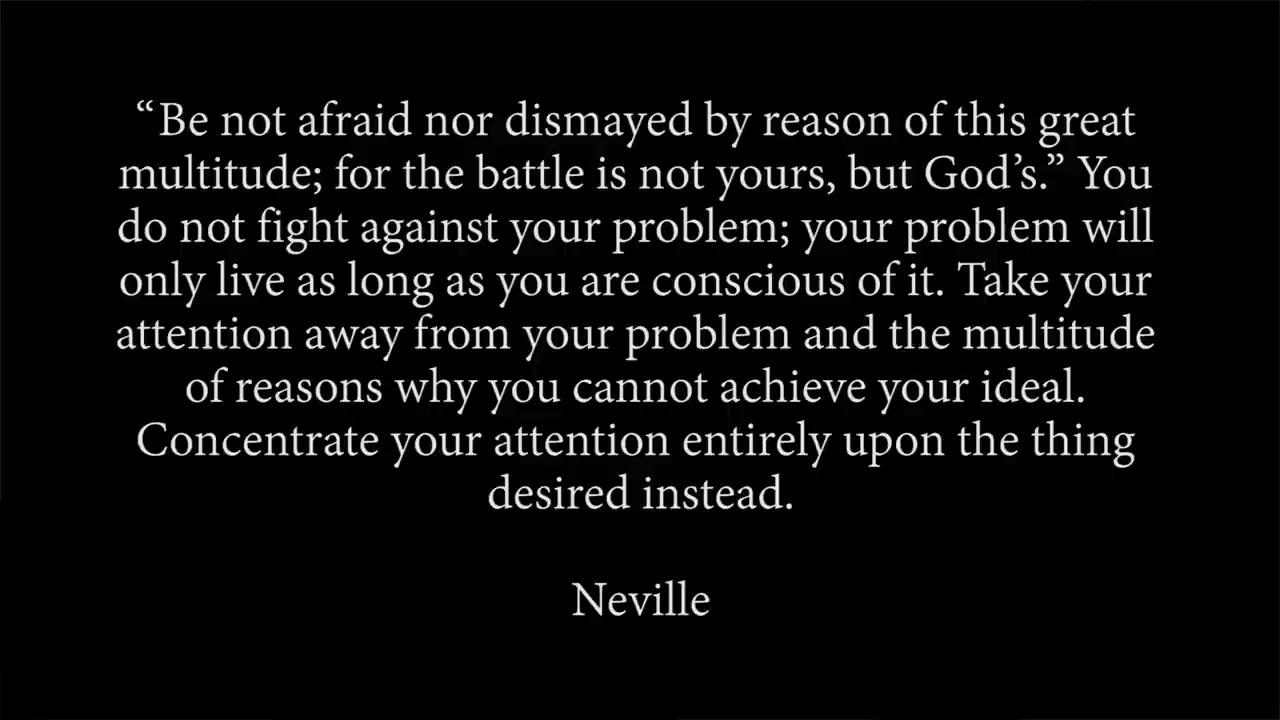 “Be not afraid nor dismayed by reason of this great
multitude; for the battle is not yours, but God’s.” You
do not fight against your problem; your problem will
only live as long as you are conscious of it. Take your
attention away from your problem and the multitude
of reasons why you cannot achieve your ideal.
Concentrate your attention entirely upon the thing
desired instead.
Neville